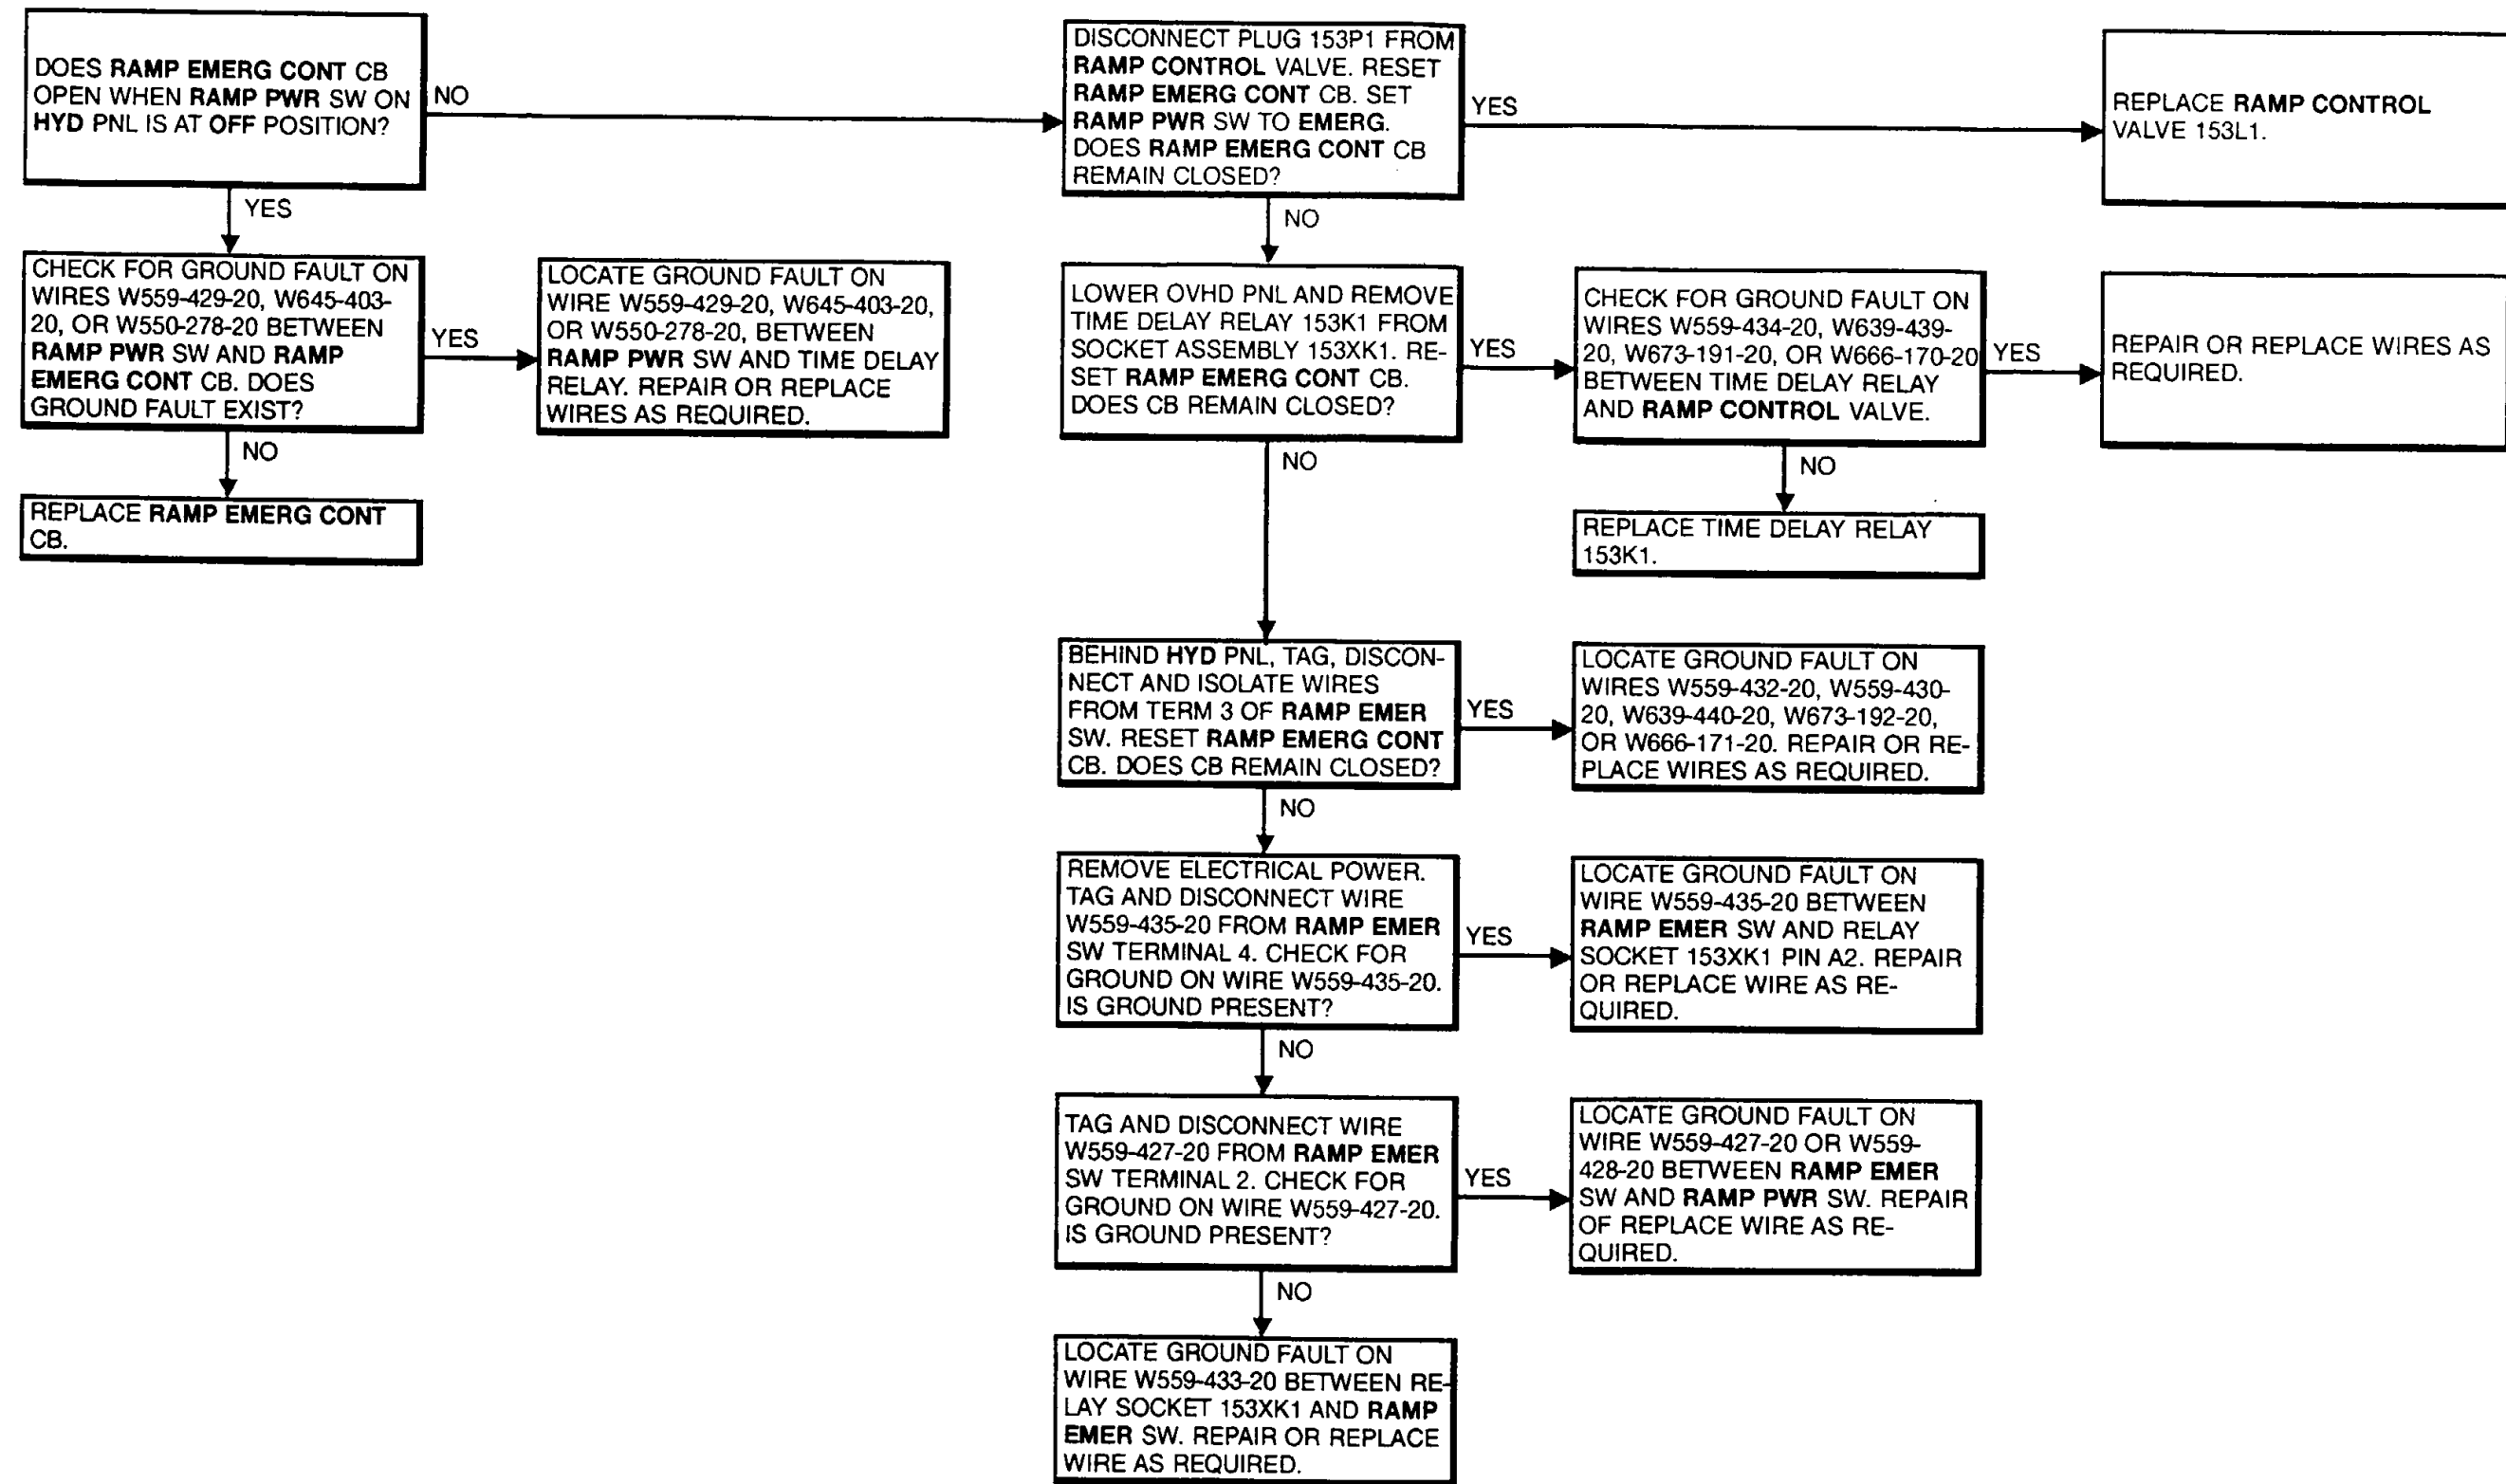 DOES RAMP EMERG CONT CB
OPEN WHEN RAMP PWR SW ON
HYD PNL IS AT OFF POSITION?
NO
DISCONNECT PLUG 153P1 FROM
RAMP CONTROL VALVE. RESET
RAMP EMERG CONT CB. SET
RAMP PWR SW TO EMERG.
DOES RAMP EMERG CONT CB
REMAIN CLOSED?
YES
REPLACE RAMP CONTROL
VALVE 153L1.
YES
NO
CHECK FOR GROUND FAULT ON
WIRES W559-429-20, W645-403-
20, OR W550-278-20 BETWEEN
RAMP PWR SW AND RAMP
EMERG CONT CB. DOES
GROUND FAULT EXIST?
YES
LOCATE GROUND FAULT ON
WIRE W559-429-20, W645-403-20,
OR W550-278-20, BETWEEN
RAMP PWR SW AND TIME DELAY
RELAY. REPAIR OR REPLACE
WIRES AS REQUIRED.
LOWER OVHD PNL AND REMOVE
TIME DELAY RELAY 153K1 FROM
SOCKET ASSEMBLY 153XK1. RE-
SET RAMP EMERG CONT CB.
DOES CB REMAIN CLOSED?
YES
CHECK FOR GROUND FAULT ON
WIRES W559-434-20, W639-439-
20, W673-191-20, OR W666-170-20
BETWEEN TIME DELAY RELAY
AND RAMP CONTROL VALVE.
YES
REPAIR OR REPLACE WIRES AS
REQUIRED.
NO
NO
NO
REPLACE RAMP EMERG CONT
CB.
REPLACE TIME DELAY RELAY
153K1.
BEHIND HYD PNL, TAG, DISCON-
NECT AND ISOLATE WIRES
FROM TERM 3 OF RAMP EMER
SW. RESET RAMP EMERG CONT
CB. DOES CB REMAIN CLOSED?
YES
LOCATE GROUND FAULT ON
WIRES W559-432-20, W559-430-
20, W639-440-20, W673-192-20,
OR W666-171-20. REPAIR OR RE-
PLACE WIRES AS REQUIRED.
NO
REMOVE ELECTRICAL POWER.
TAG AND DISCONNECT WIRE
W559-435-20 FROM RAMP EMER
SW TERMINAL 4. CHECK FOR
GROUND ON WIRE W559-435-20.
IS GROUND PRESENT?
YES
LOCATE GROUND FAULT ON
WIRE W559-435-20 BETWEEN
RAMP EMER SW AND RELAY
SOCKET 153XK1 PIN A2. REPAIR
OR REPLACE WIRE AS RE-
QUIRED.
NO
TAG AND DISCONNECT WIRE
W559-427-20 FROM RAMP EMER
SW TERMINAL 2. CHECK FOR
GROUND ON WIRE W559-427-20.
IS GROUND PRESENT?
YES
LOCATE GROUND FAULT ON
WIRE W559-427-20 OR W559-
428-20 BETWEEN RAMP EMER
SW AND RAMP PWR SW. REPAIR
OF REPLACE WIRE AS RE-
QUIRED.
NO
LOCATE GROUND FAULT ON
WIRE W559-433-20 BETWEEN RE-
LAY SOCKET 153XK1 AND RAMP
EMER SW. REPAIR OR REPLACE
WIRE AS REQUIRED.